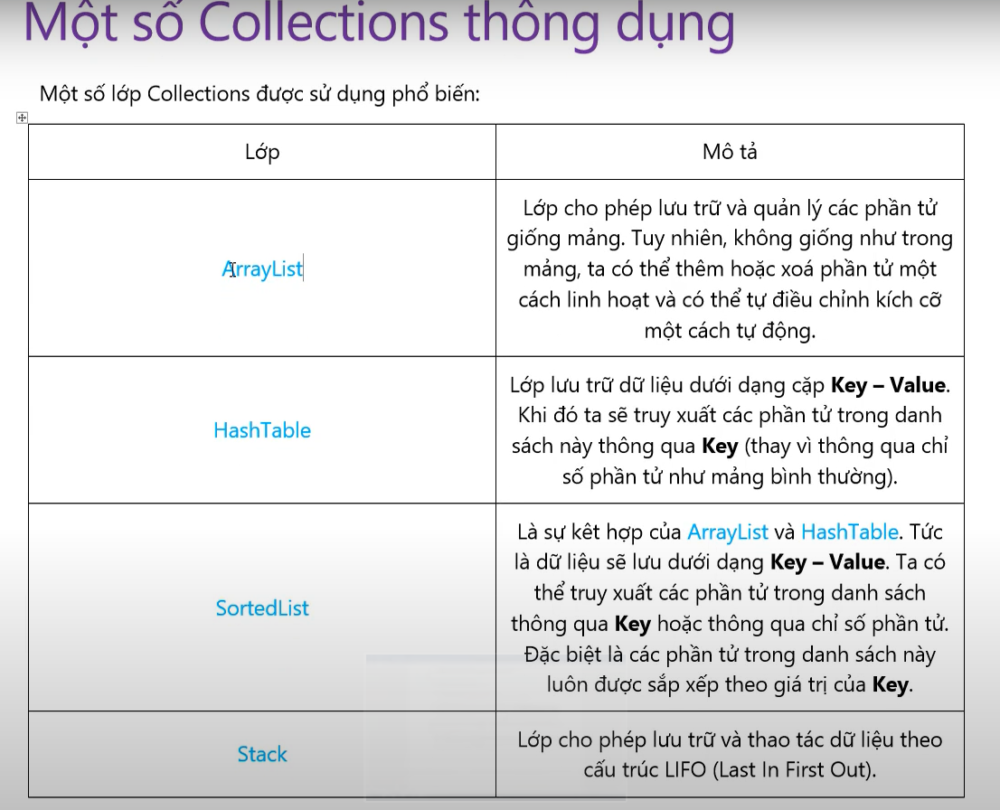 Một số Collections thông dụng
Một số lớp Collections được sử dụng phổ biến:
Lớp
Mô tả
ArrayList
Lớp cho phép lưu trữ và quản lý các phần tử
giống mảng. Tuy nhiên, không giống như trong
mảng, ta có thể thêm hoặc xoá phần tử một
cách linh hoạt và có thể tự điều chỉnh kích cỡ
một cách tự động.
HashTable
Lớp lưu trữ dữ liệu dưới dạng cặp Key – Value.
Khi đó ta sẽ truy xuất các phần tử trong danh
sách này thông qua Key (thay vì thông qua chỉ
số phần tử như mảng bình thường).
SortedList
Là sự kêt hợp của ArrayList và HashTable. Tức
là dữ liệu sẽ lưu dưới dạng Key – Value. Ta có
thể truy xuất các phần tử trong danh sách
thông qua Key hoặc thông qua chỉ số phần tử.
Đặc biệt là các phần tử trong danh sách này
luôn được sắp xếp theo giá trị của Key.
Stack
Lớp cho phép lưu trữ và thao tác dữ liệu theo
cấu trúc LIFO (Last In First Out).